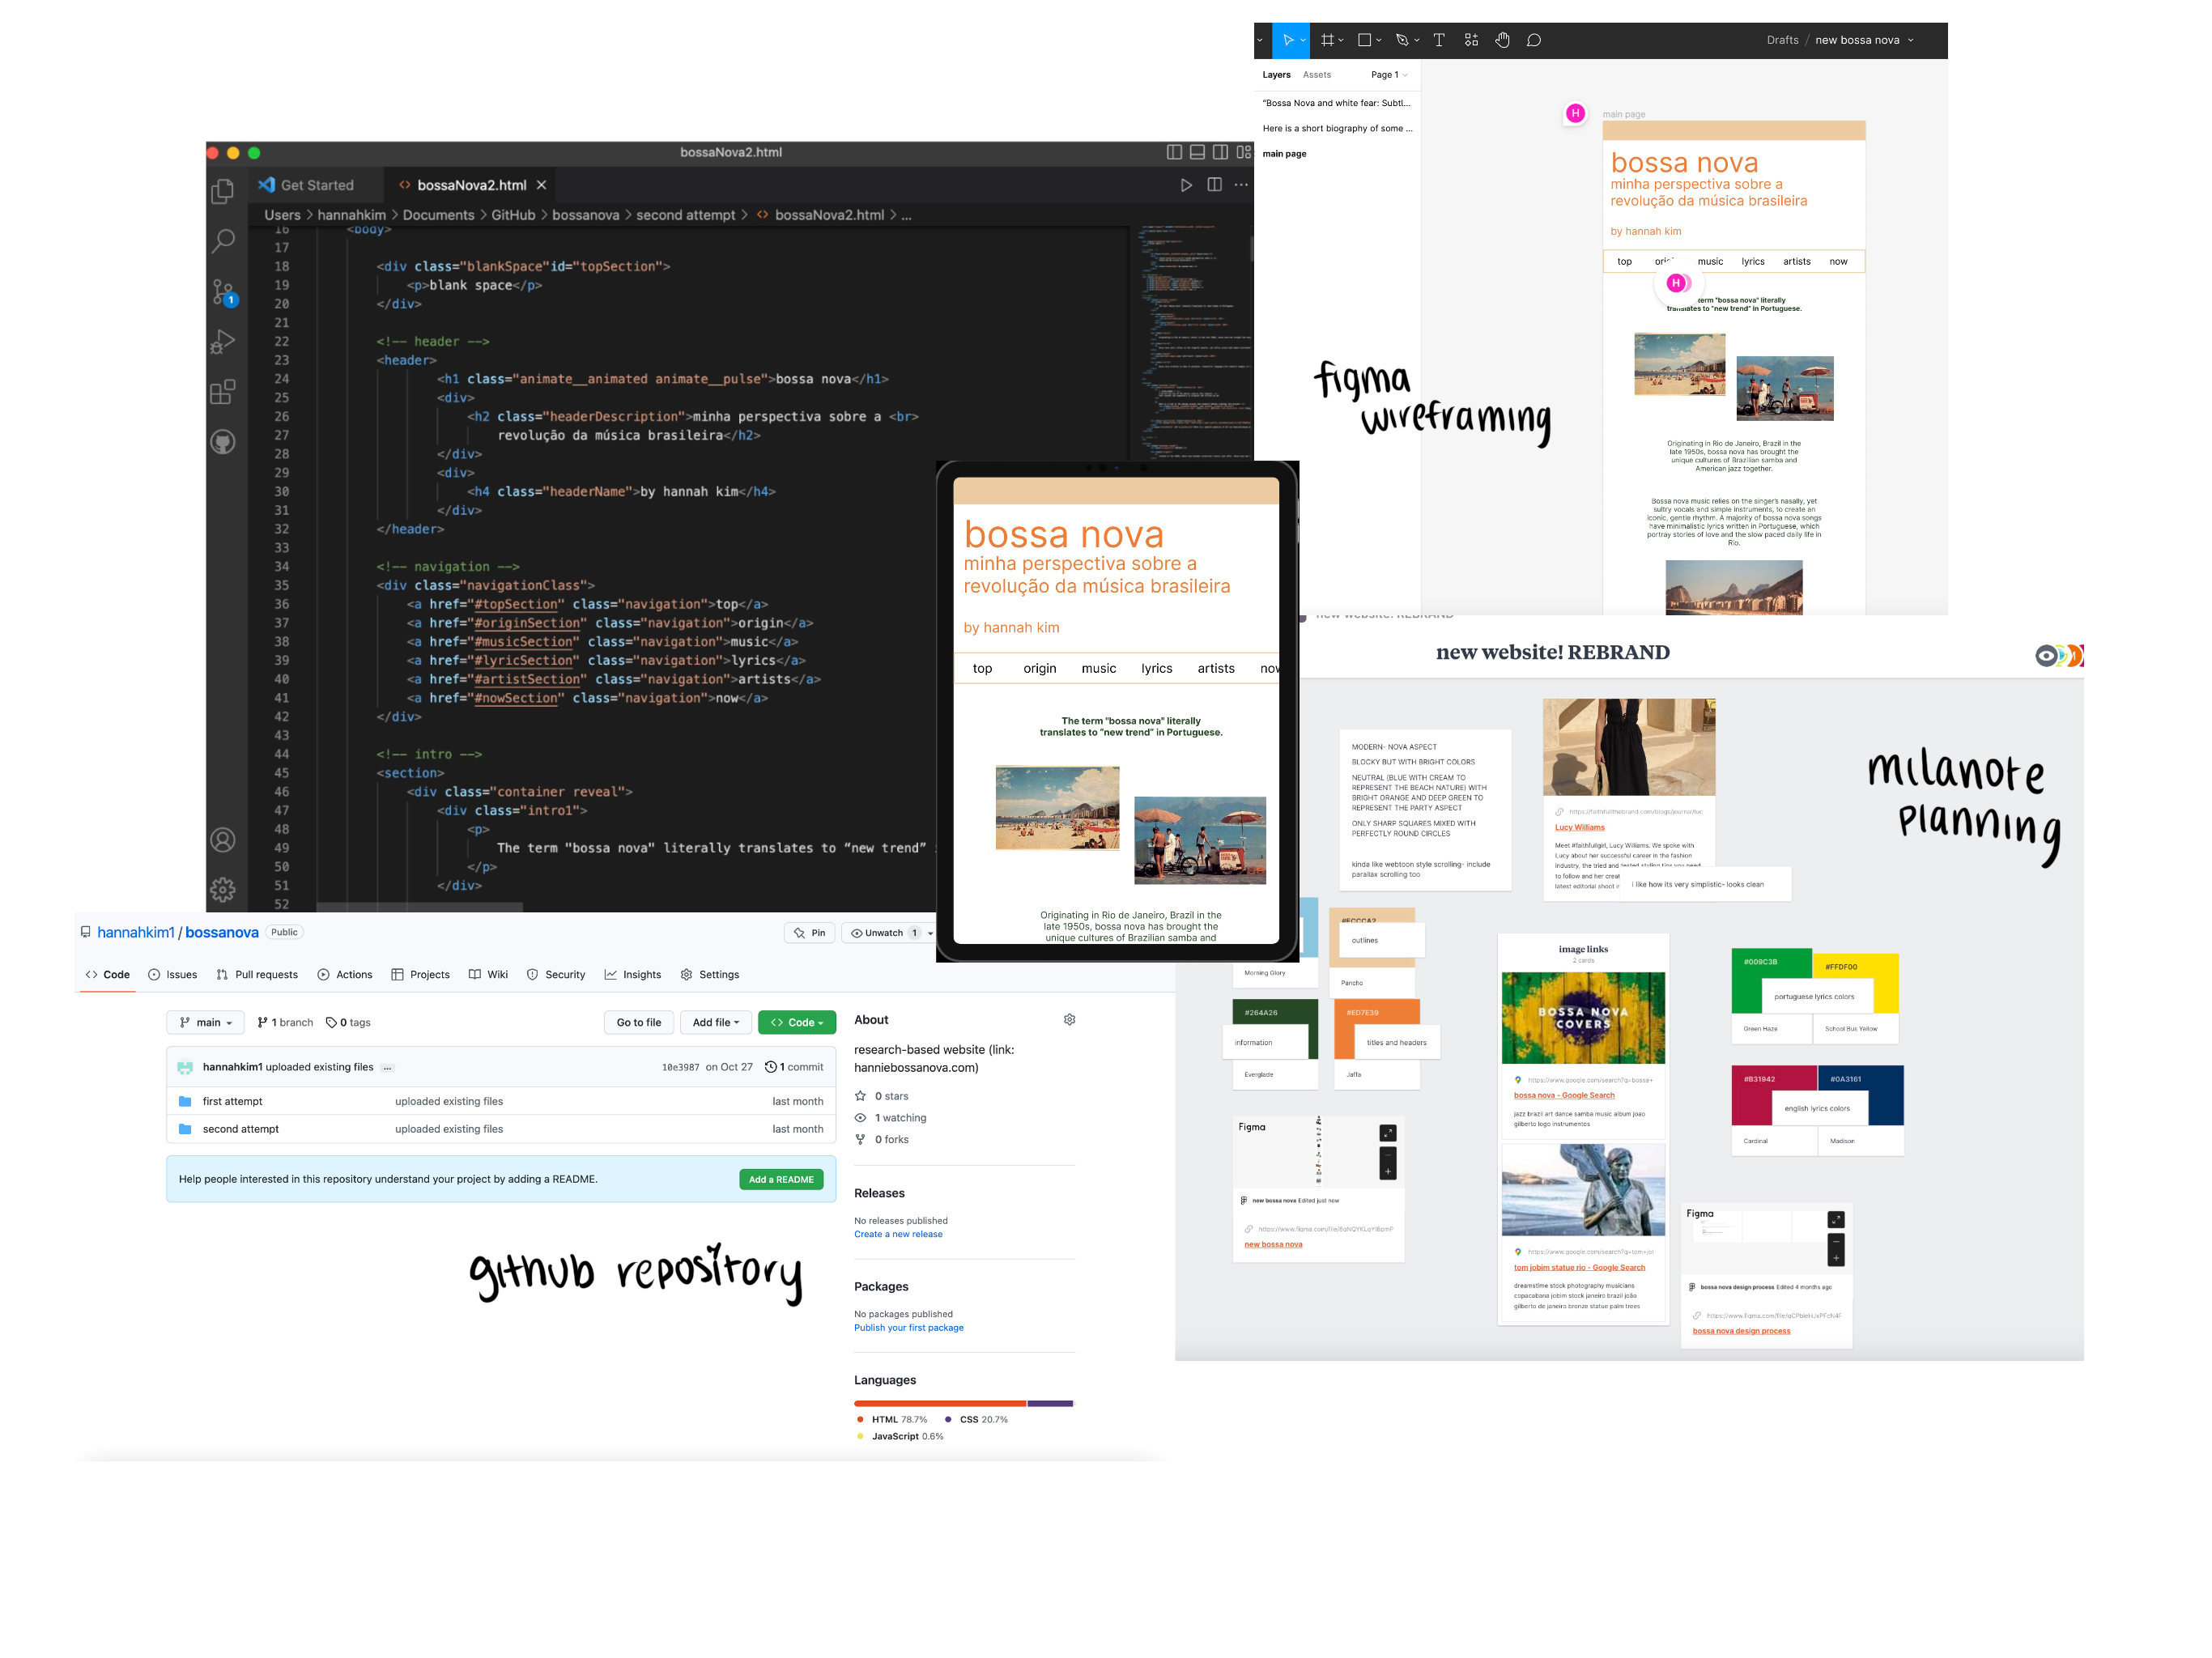 bossaNova2.html
Get Started
bossaNova2.html
Users > hannahkim > Documents > GitHub > bossanova > second attempt > bossaNova2.html > ...
16 <body>
17
18 <div class="blankSpace"id="topSection">
19 <p>blank space</p>
20 </div>
21
22 <!-- header -->
23 <header>
24 <h1 class="animate__animated animate__pulse">bossa nova</h1>
25 <div>
26 <h2 class="headerDescription">minha perspectiva sobre a <br>
27 revolução da música brasileira</h2>
28 </div>
29 <div>
30 <h4 class="headerName">by hannah kim</h4>
31 </div>
32 </header>
33
34 <!-- navigation -->
35 <div class="navigationClass">
36 <a href="#topSection" class="navigation">top</a>
37 <a href="#originSection" class="navigation">origin</a>
38 <a href="#musicSection" class="navigation">music</a>
39 <a href="#lyricSection" class="navigation">lyrics</a>
40 <a href="#artistSection" class="navigation">artists</a>
41 <a href="#nowSection" class="navigation">now</a>
42 </div>
43
44 <!-- intro -->
45 <section>
46 <div class="container reveal">
47 <div class="intro1">
48 <p>
49 The term "bossa nova" literally translates to “new trend”
50 </p>
51 </div>
52
1
Drafts / new bossa nova
Layers Assets Page 1
“Bossa Nova and white fear: Subtl...
Here is a short biography of some ...
main page
H
main page
bossa nova
minha perspectiva sobre a
revolução da música brasileira
by hannah kim
top music lyrics artists now
H
term "bossa nova" literally
translates to “new trend” in Portuguese.
Originating in Rio de Janeiro, Brazil in the
late 1950s, bossa nova has brought the
unique cultures of Brazilian samba and
American jazz together.
Bossa nova music relies on the singer's nasally, yet
sultry vocals and simple instruments, to create an
iconic, gentle rhythm. A majority of bossa nova songs
have minimalistic lyrics written in Portuguese, which
portray stories of love and the slow paced daily life in
Rio.
figma
wireframing
bossa nova
minha perspectiva sobre a
revolução da música brasileira
by hannah kim
top origin music lyrics artists now
The term "bossa nova" literally
translates to “new trend” in Portuguese.
Originating in Rio de Janeiro, Brazil in the
late 1950s, bossa nova has brought the
unique cultures of Brazilian samba and
new website! REBRAND
new website! REBRAND
MODERN- NOVA ASPECT
BLOCKY BUT WITH BRIGHT COLORS
NEUTRAL (BLUE WITH CREAM TO
REPRESENT THE BEACH NATURE) WITH
BRIGHT ORANGE AND DEEP GREEN TO
REPRESENT THE PARTY ASPECT
ONLY SHARP SQUARES MIXED WITH
PERFECTLY ROUND CIRCLES
kinda like webtoon style scrolling- include
parallax scrolling too
https://faithfullthebrand.com/blogs/journal/luc
Lucy Williams
Meet #faithfullgirl, Lucy Williams. We spoke with
Lucy about her successful career in the fashion
industry, the tried and tested styling tips you need
to follow and her
latest editorial shoot
i like how its very simplistic- looks clean
milanote
planning
Morning Glory
#ECCCA2
outlines
Pancho
#264A26
information
Everglade
#ED7E39
titles and headers
Jaffa
image links
2 cards
BOSSA NOVA
COVERS
https://www.google.com/search?q=bossa+
bossa nova - Google Search
jazz brazil art dance samba music album joao
gilberto logo instrumentos
https://www.google.com/search?q=tom+jol
tom jobim statue rio - Google Search
dreamstime stock photography musicians
copacabana jobim stock janeiro brazil joão
gilberto de janeiro bronze statue palm trees
#009C3B
#FFDF00
portuguese lyrics colors
Green Haze
School Bus Yellow
#B31942
#0A3161
english lyrics colors
Cardinal
Madison
Figma
new bossa nova Edited just now
new bossa nova
Figma
bossa nova design process Edited 4 months ago
bossa nova design process
hannahkim1 / bossanova Public
Pin Unwatch 1
Code Issues Pull requests Actions Projects Wiki Security Insights Settings
main 1 branch 0 tags
Go to file Add file Code
hannahkim1 uploaded existing files ... 10e3987 on Oct 27 1 commit
first attempt uploaded existing files last month
second attempt uploaded existing files last month
Help people interested in this repository understand your project by adding a README.
Add a README
About
research-based website (link:
hanniebossanova.com)
0 stars
1 watching
0 forks
Releases
No releases published
Create a new release
Packages
No packages published
Publish your first package
Languages
HTML 78.7% CSS 20.7%
JavaScript 0.6%
github repository